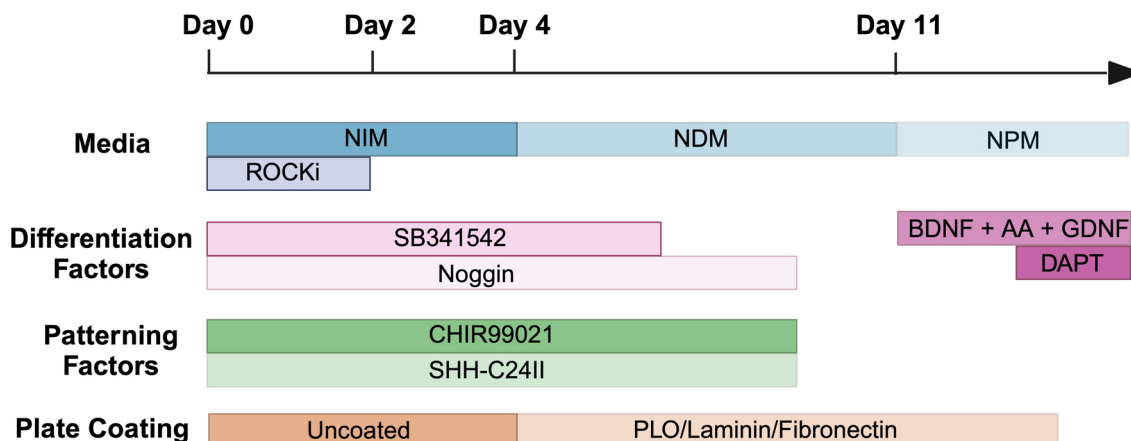 Day 0 Day 2 Day 4 Day 11
Media
NIM NDM NPM
ROCKi
Differentiation
Factors
SB341542
Noggin
BDNF + AA + GDNF
DAPT
Patterning
Factors
CHIR99021
SHH-C24II
Plate Coating
Uncoated PLO/Laminin/Fibronectin